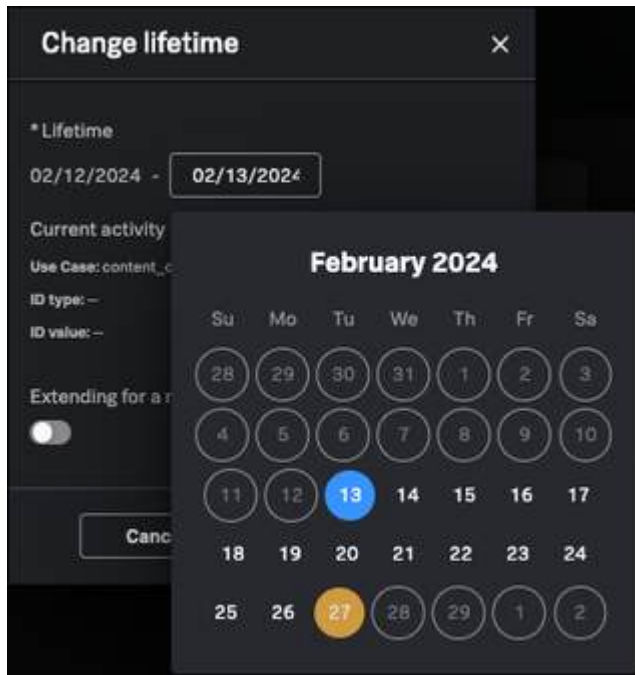 Change lifetime ×
* Lifetime
02/12/2024 - 02/13/2024
Current activity
Use Case: content_
ID type: —
ID value: —
Extending for a
Canc
February 2024
Su Mo Tu We Th Fr Sa
28 29 30 31 1 2 3
4 5 6 7 8 9 10
11 12 13 14 15 16 17
18 19 20 21 22 23 24
25 26 27 28 29 1 2